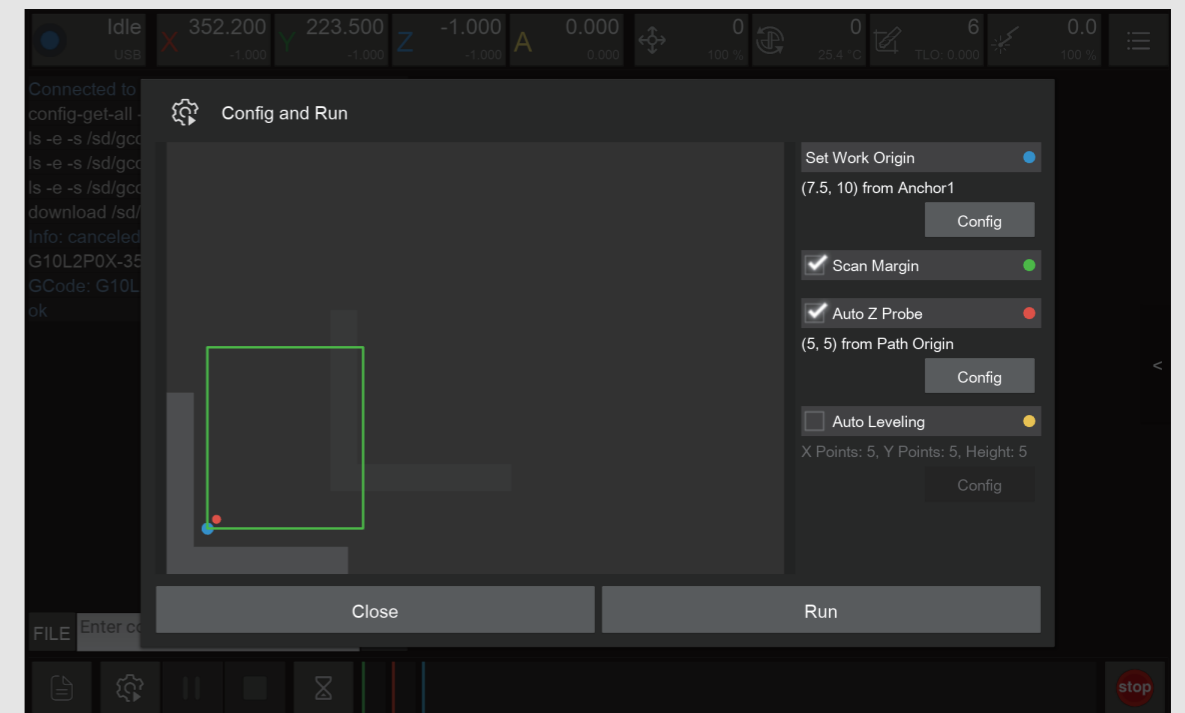 Idle X 352.200 Y 223.500 Z -1.000 A 0.000 0 0 6 0.0
USB -1.000 -1.000 -1.000 0.000 100 % 25.4 °C TLO: 0.000 100 %
Connected to
config-get-all -
ls -e -s /sd/gco
ls -e -s /sd/gco
ls -e -s /sd/gco
download /sd/
Info: canceled
G10L2P0X-35
GCode: G10L
ok
Config and Run
Set Work Origin
(7.5, 10) from Anchor1
Config
Scan Margin
Auto Z Probe
(5, 5) from Path Origin
Config
Auto Leveling
X Points: 5, Y Points: 5, Height: 5
Config
<
Close Run
FILE Enter co
stop